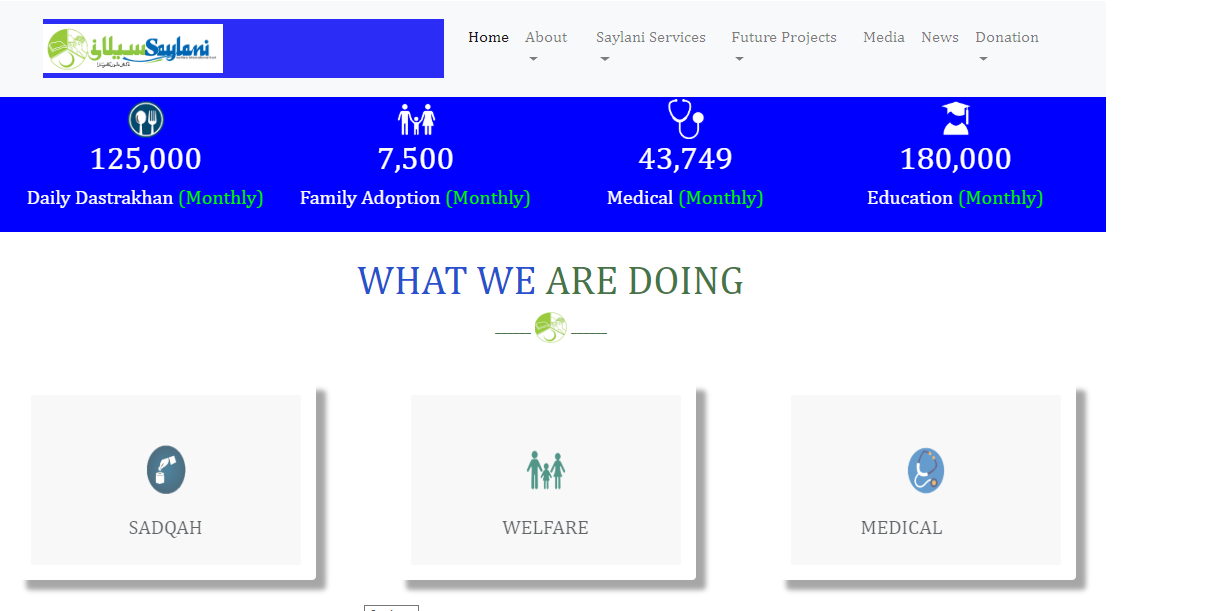 سیلانی Saylani
Home About Saylani Services Future Projects Media News Donation
125,000 7,500 43,749 180,000
Daily Dastrakhan (Monthly) Family Adoption (Monthly) Medical (Monthly) Education (Monthly)
WHAT WE ARE DOING
SADQAH WELFARE MEDICAL